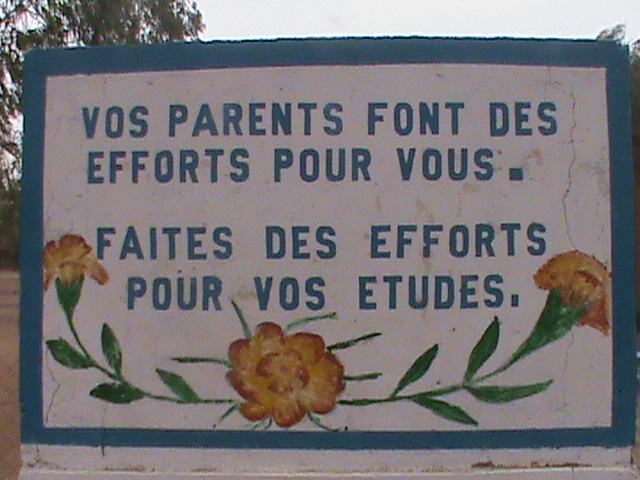 VOS PARENTS FONT DES
EFFORTS POUR VOUS.
FAITES DES EFFORTS
POUR VOS ETUDES.